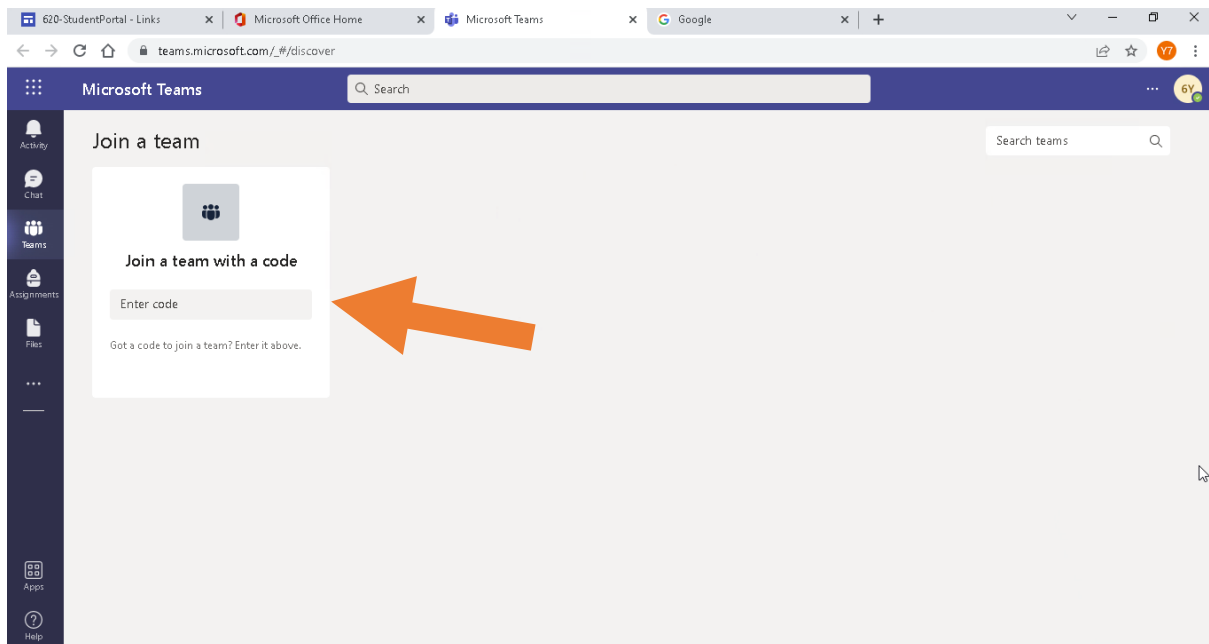 620-StudentPortal - Links
Microsoft Office Home
Microsoft Teams
Google
teams.microsoft.com/_#/discover
Y7
Microsoft Teams
Search
6Y
Activity
Chat
Teams
Assignments
Files
Apps
Help
Join a team
Search teams
Join a team with a code
Enter code
Got a code to join a team? Enter it above.